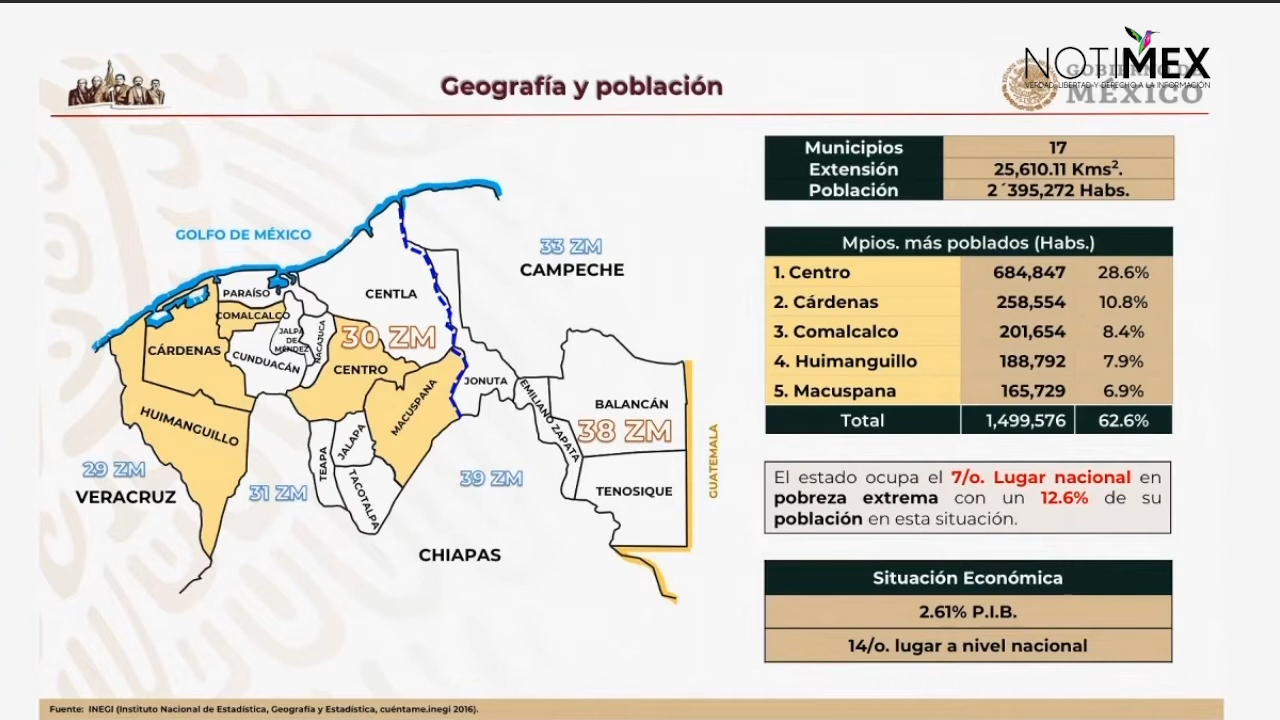 NOTIMEX
VERDAD, LIBERTAD Y DERECHO A LA INFORMACIÓN
GOBIERNO DE
MÉXICO
Geografía y población
Municipios 17
Extensión 25,610.11 Kms².
Población 2´395,272 Habs.
Mpios. más poblados (Habs.)
1. Centro 684,847 28.6%
2. Cárdenas 258,554 10.8%
3. Comalcalco 201,654 8.4%
4. Huimanguillo 188,792 7.9%
5. Macuspana 165,729 6.9%
Total 1,499,576 62.6%
El estado ocupa el 7/o. Lugar nacional en
pobreza extrema con un 12.6% de su
población en esta situación.
Situación Económica
2.61% P.I.B.
14/o. lugar a nivel nacional
GOLFO DE MÉXICO
33 ZM
CAMPECHE
PARAÍSO
CENTLA
COMALCALCO
JALPA
DE
MÉNDEZ
NACAJUCA
30 ZM
CÁRDENAS
CUNDUACÁN
CENTRO
MACUSPANA
JONUTA
EMILIANO ZAPATA
BALANCÁN
38 ZM
HUIMANGUILLO
JALAPA
TEAPA
TACOTALPA
GUATEMALA
29 ZM
VERACRUZ
31 ZM
39 ZM
TENOSIQUE
CHIAPAS
Fuente: INEGI (Instituto Nacional de Estadística, Geografía y Estadística, cuéntame.inegi 2016).